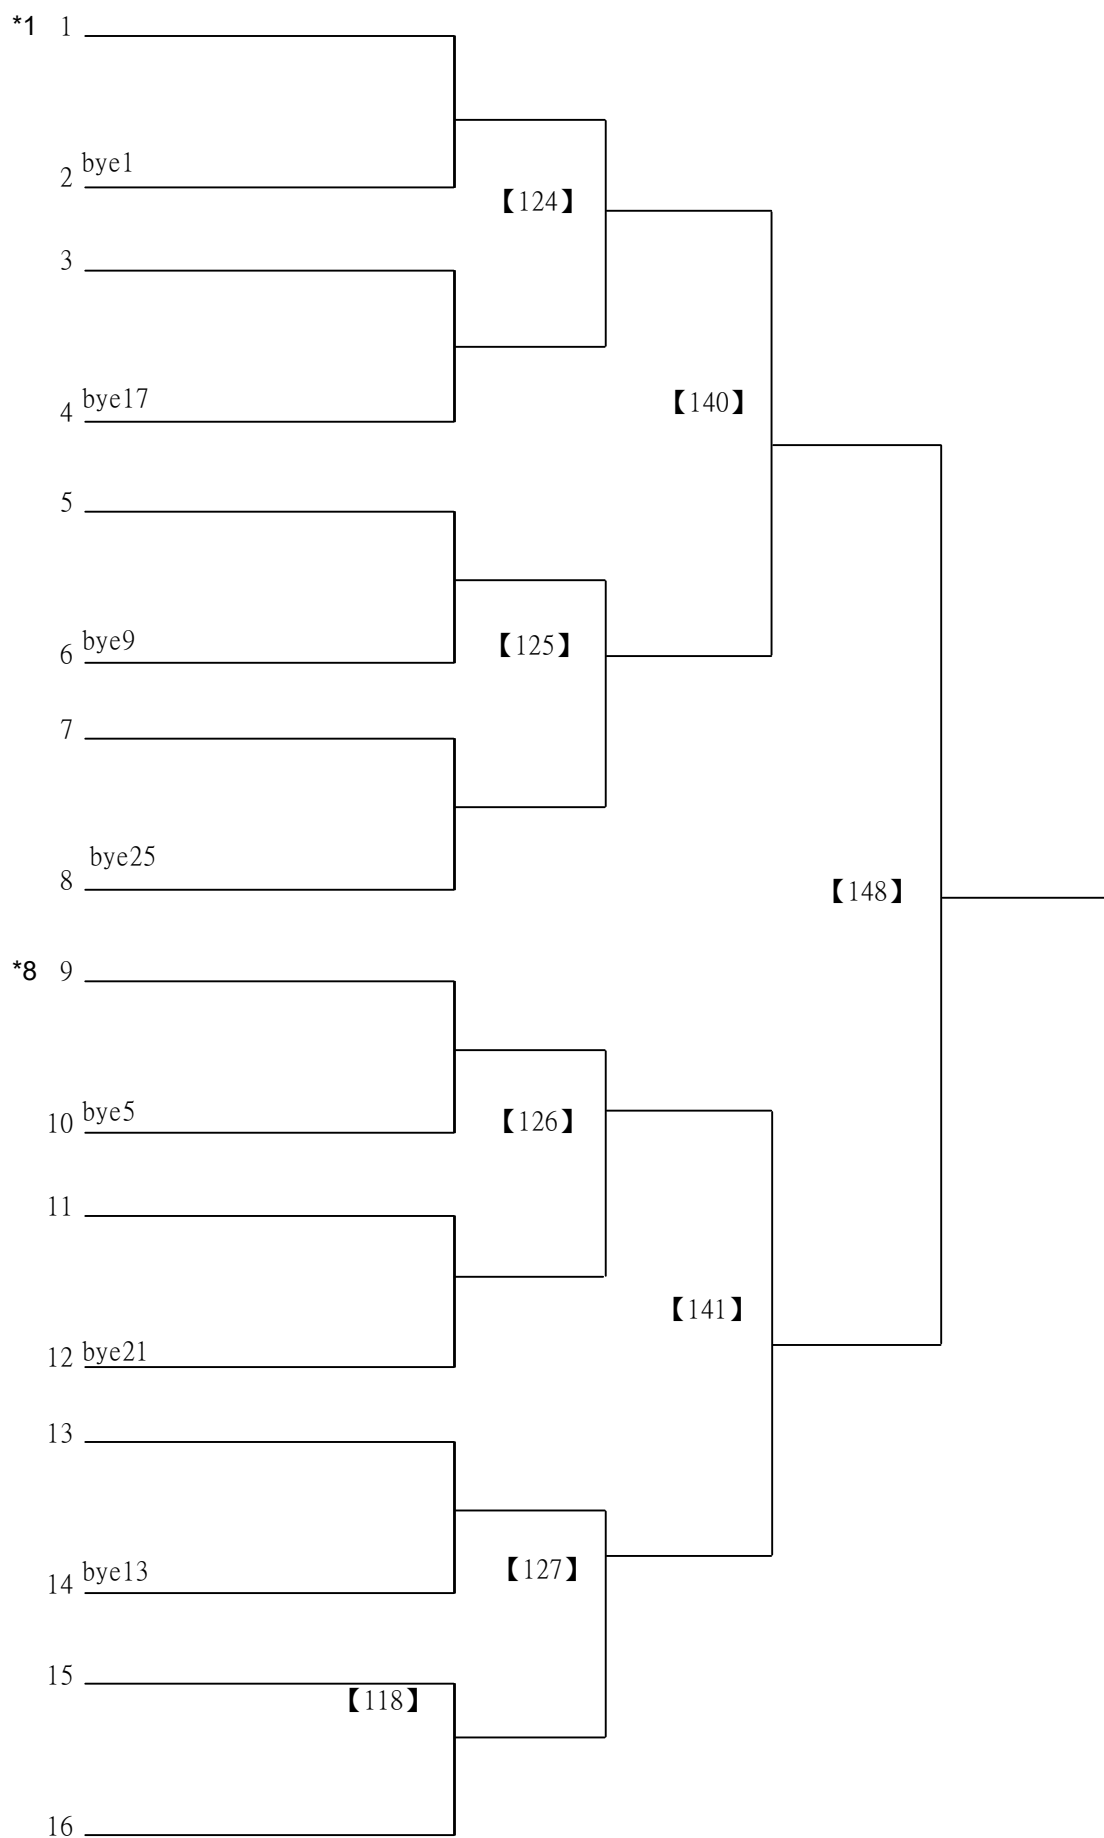 *1 1
2 bye1
【124】
3
4 bye17
【140】
5
6 bye9
【125】
7
8 bye25
【148】
*8 9
10 bye5
【126】
11
【141】
12 bye21
13
14 bye13
【127】
15
【118】
16